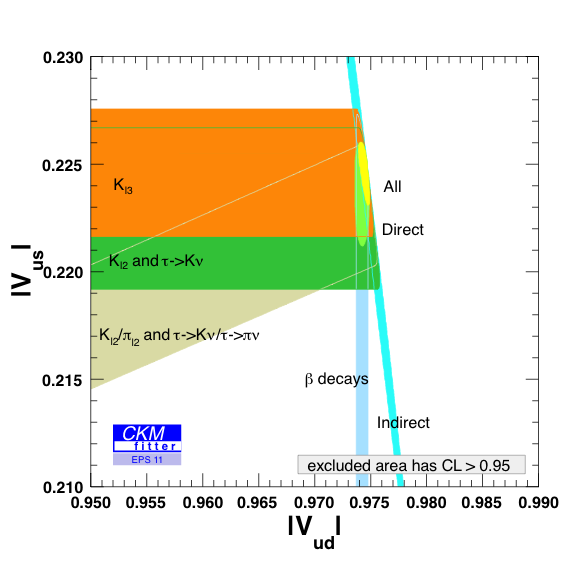 0.230
0.225
0.220
0.215
0.210
|V_us|
K_l3
K_l2 and τ->Kν
K_l2/π_l2 and τ->Kν/τ->πν
All
Direct
β decays
Indirect
CKM
fitter
EPS 11
excluded area has CL > 0.95
0.950 0.955 0.960 0.965 0.970 0.975 0.980 0.985 0.990
|V_ud|